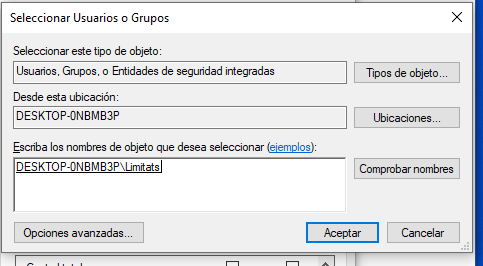 Seleccionar Usuarios o Grupos
Seleccionar este tipo de objeto:
Usuarios, Grupos, o Entidades de seguridad integradas
Tipos de objeto...
Desde esta ubicación:
DESKTOP-0NBMB3P
Ubicaciones...
Escriba los nombres de objeto que desea seleccionar (ejemplos):
DESKTOP-0NBMB3P\Limitats
Comprobar nombres
Opciones avanzadas...
Aceptar
Cancelar